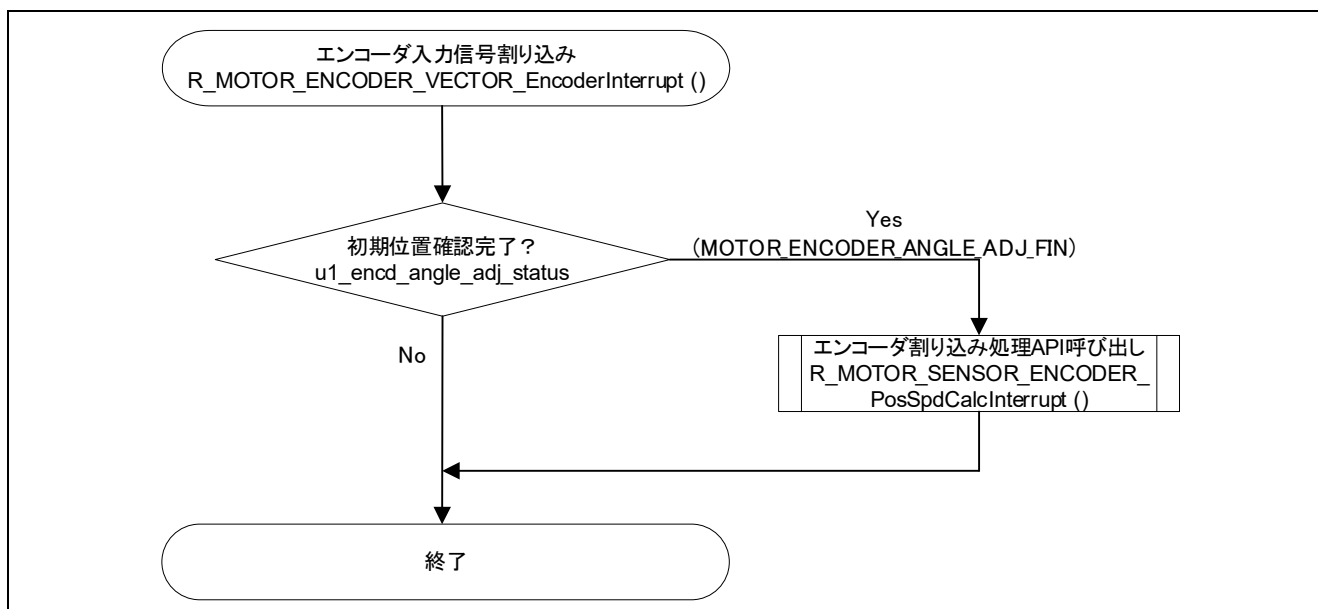 エンコーダ入力信号割り込み
R_MOTOR_ENCODER_VECTOR_EncoderInterrupt ()
初期位置確認完了？
u1_encd_angle_adj_status
Yes
(MOTOR_ENCODER_ANGLE_ADJ_FIN)
No
エンコーダ割り込み処理API呼び出し
R_MOTOR_SENSOR_ENCODER_
PosSpdCalcInterrupt ()
終了